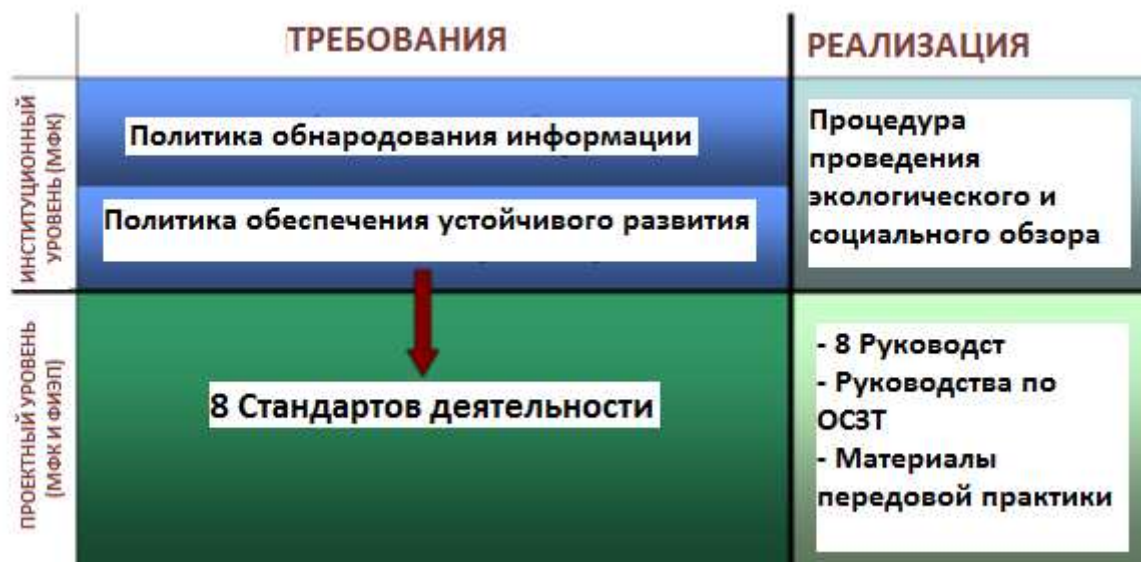 ТРЕБОВАНИЯ
РЕАЛИЗАЦИЯ
ИНСТИТУЦИОННЫЙ
УРОВЕНЬ (МФК)
Политика обнародования информации
Политика обеспечения устойчивого развития
Процедура
проведения
экологического и
социального обзора
ПРОЕКТНЫЙ УРОВЕНЬ
(МФК И ФИЭП)
8 Стандартов деятельности
- 8 Руководст
- Руководства по
ОСЗТ
- Материалы
передовой практики